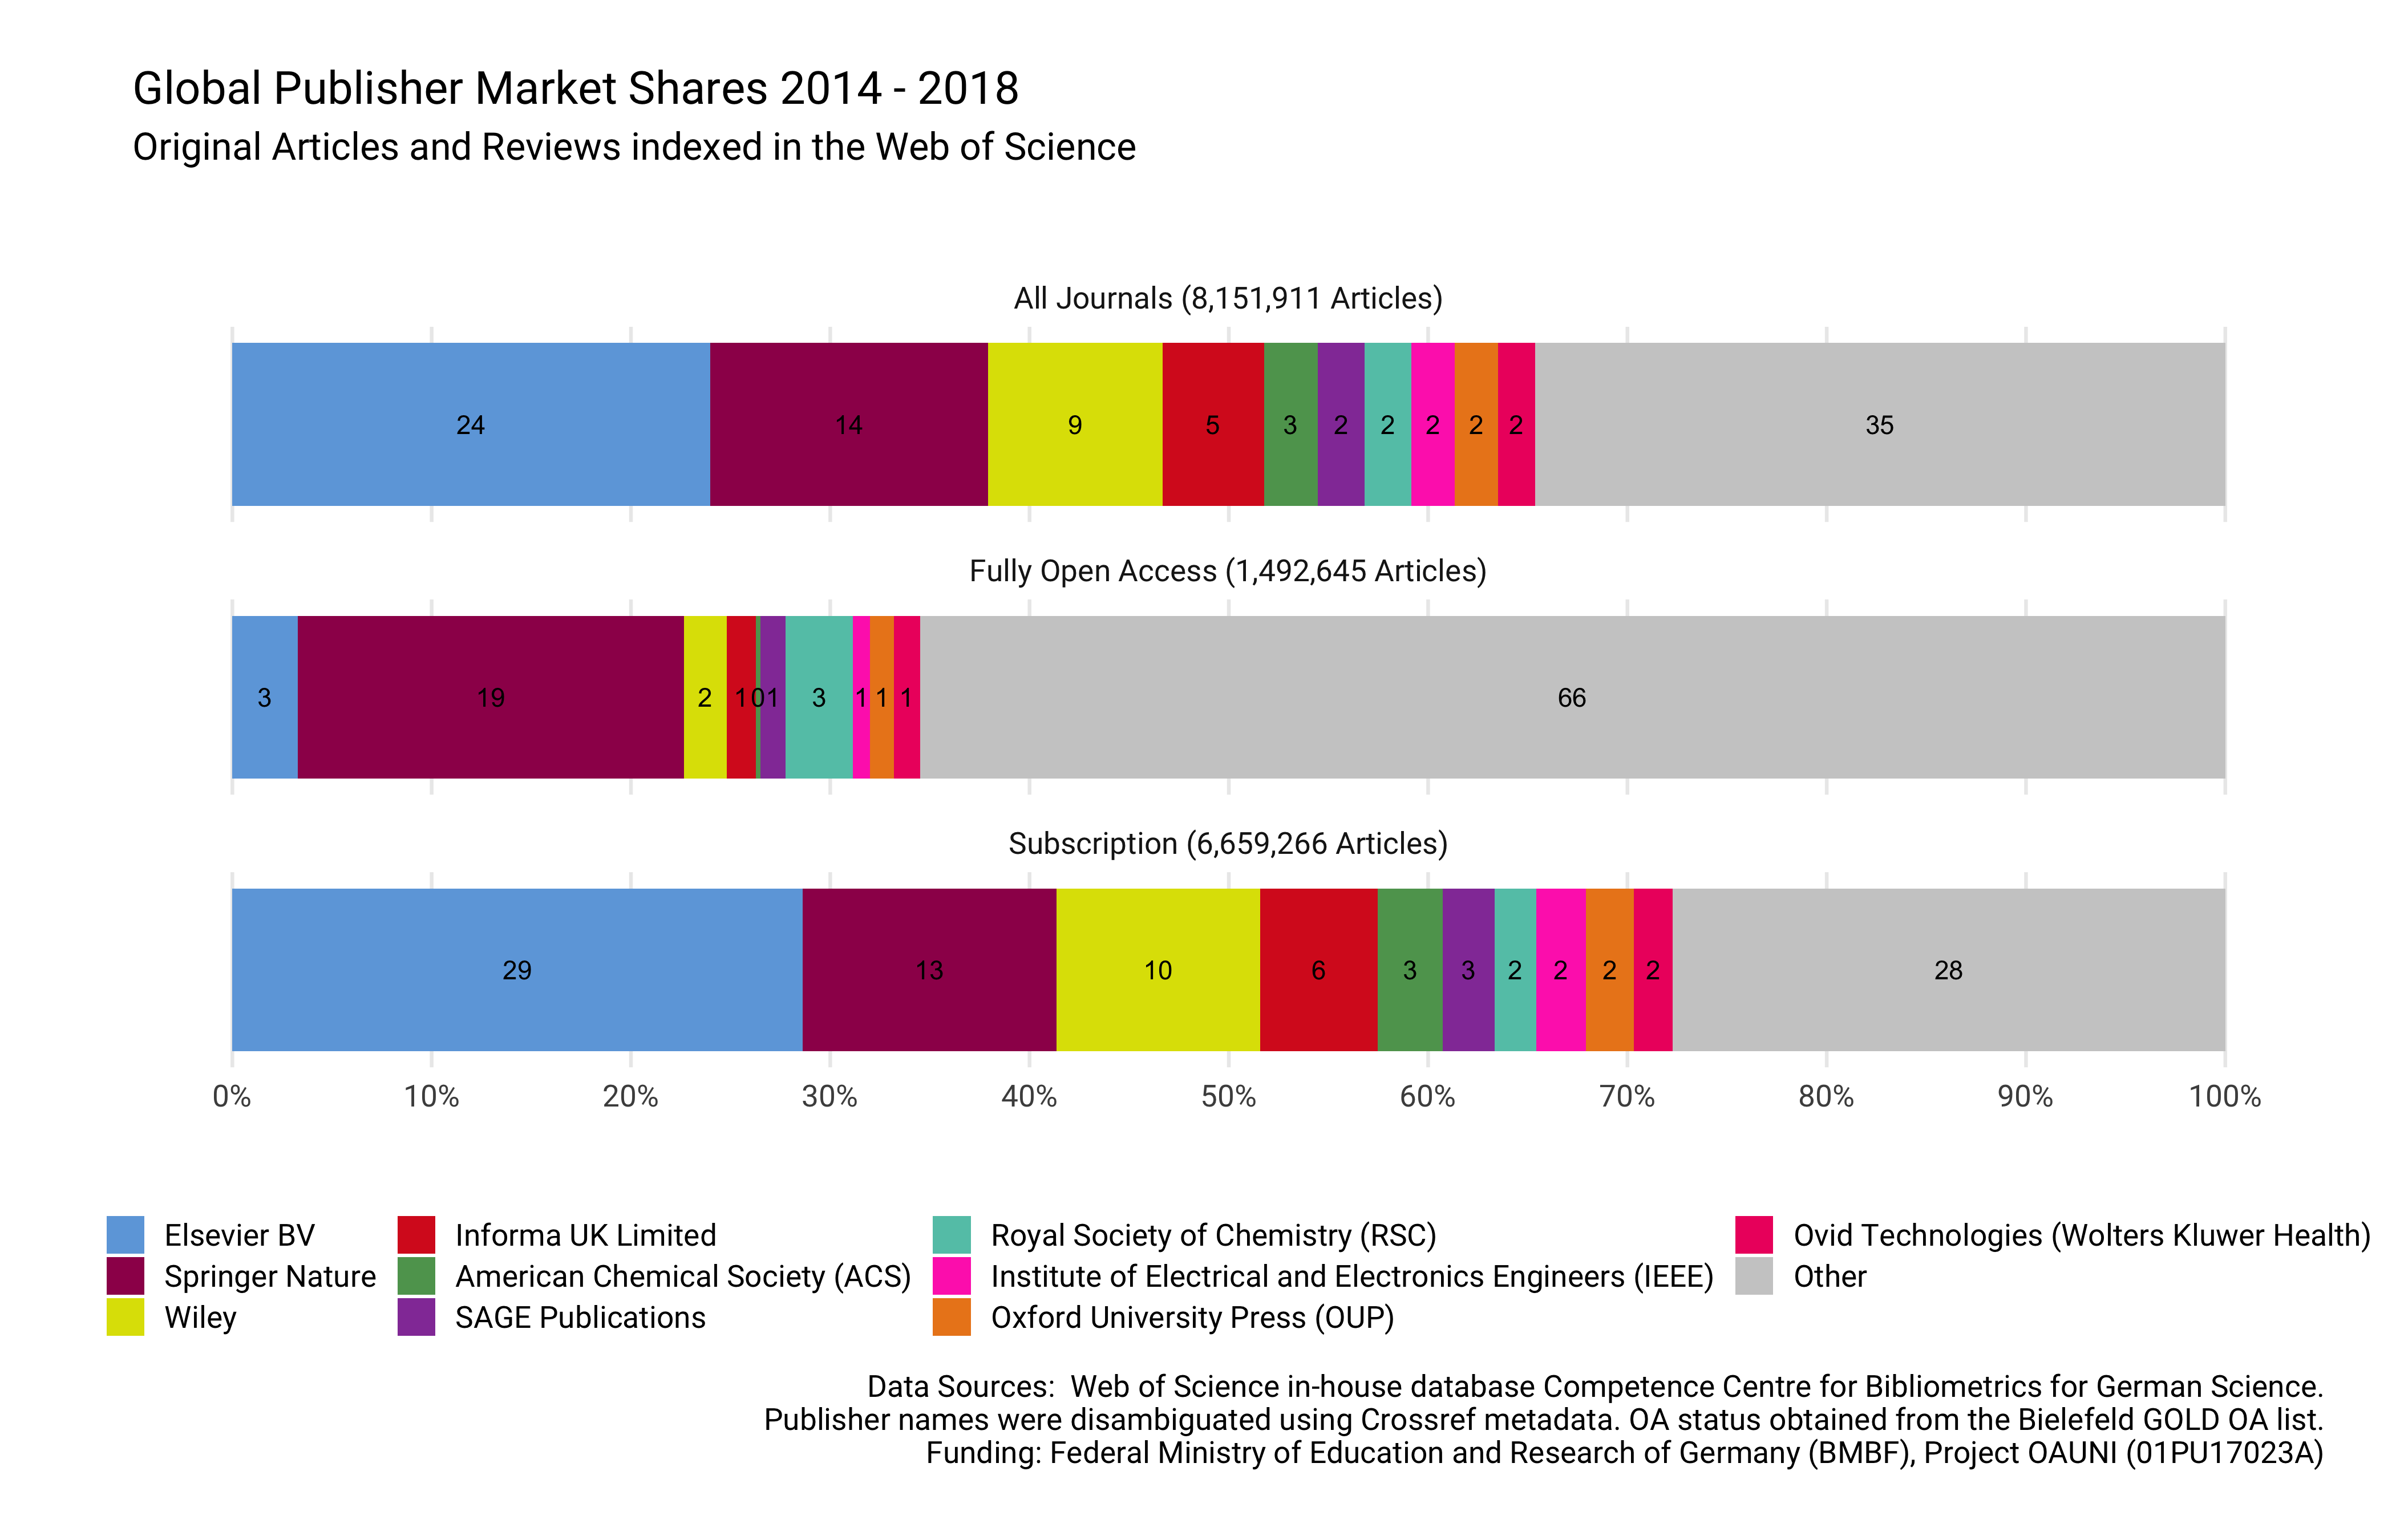 Global Publisher Market Shares 2014 - 2018
Original Articles and Reviews indexed in the Web of Science
All Journals (8,151,911 Articles)
24 14 9 5 3 2 2 2 2 2 35
Fully Open Access (1,492,645 Articles)
3 19 2 1 0 1 3 1 1 1 66
Subscription (6,659,266 Articles)
29 13 10 6 3 3 2 2 2 2 28
0% 10% 20% 30% 40% 50% 60% 70% 80% 90% 100%
Elsevier BV
Springer Nature
Wiley
Informa UK Limited
American Chemical Society (ACS)
SAGE Publications
Royal Society of Chemistry (RSC)
Institute of Electrical and Electronics Engineers (IEEE)
Oxford University Press (OUP)
Ovid Technologies (Wolters Kluwer Health)
Other
Data Sources:  Web of Science in-house database Competence Centre for Bibliometrics for German Science.
Publisher names were disambiguated using Crossref metadata. OA status obtained from the Bielefeld GOLD OA list.
Funding: Federal Ministry of Education and Research of Germany (BMBF), Project OAUNI (01PU17023A)